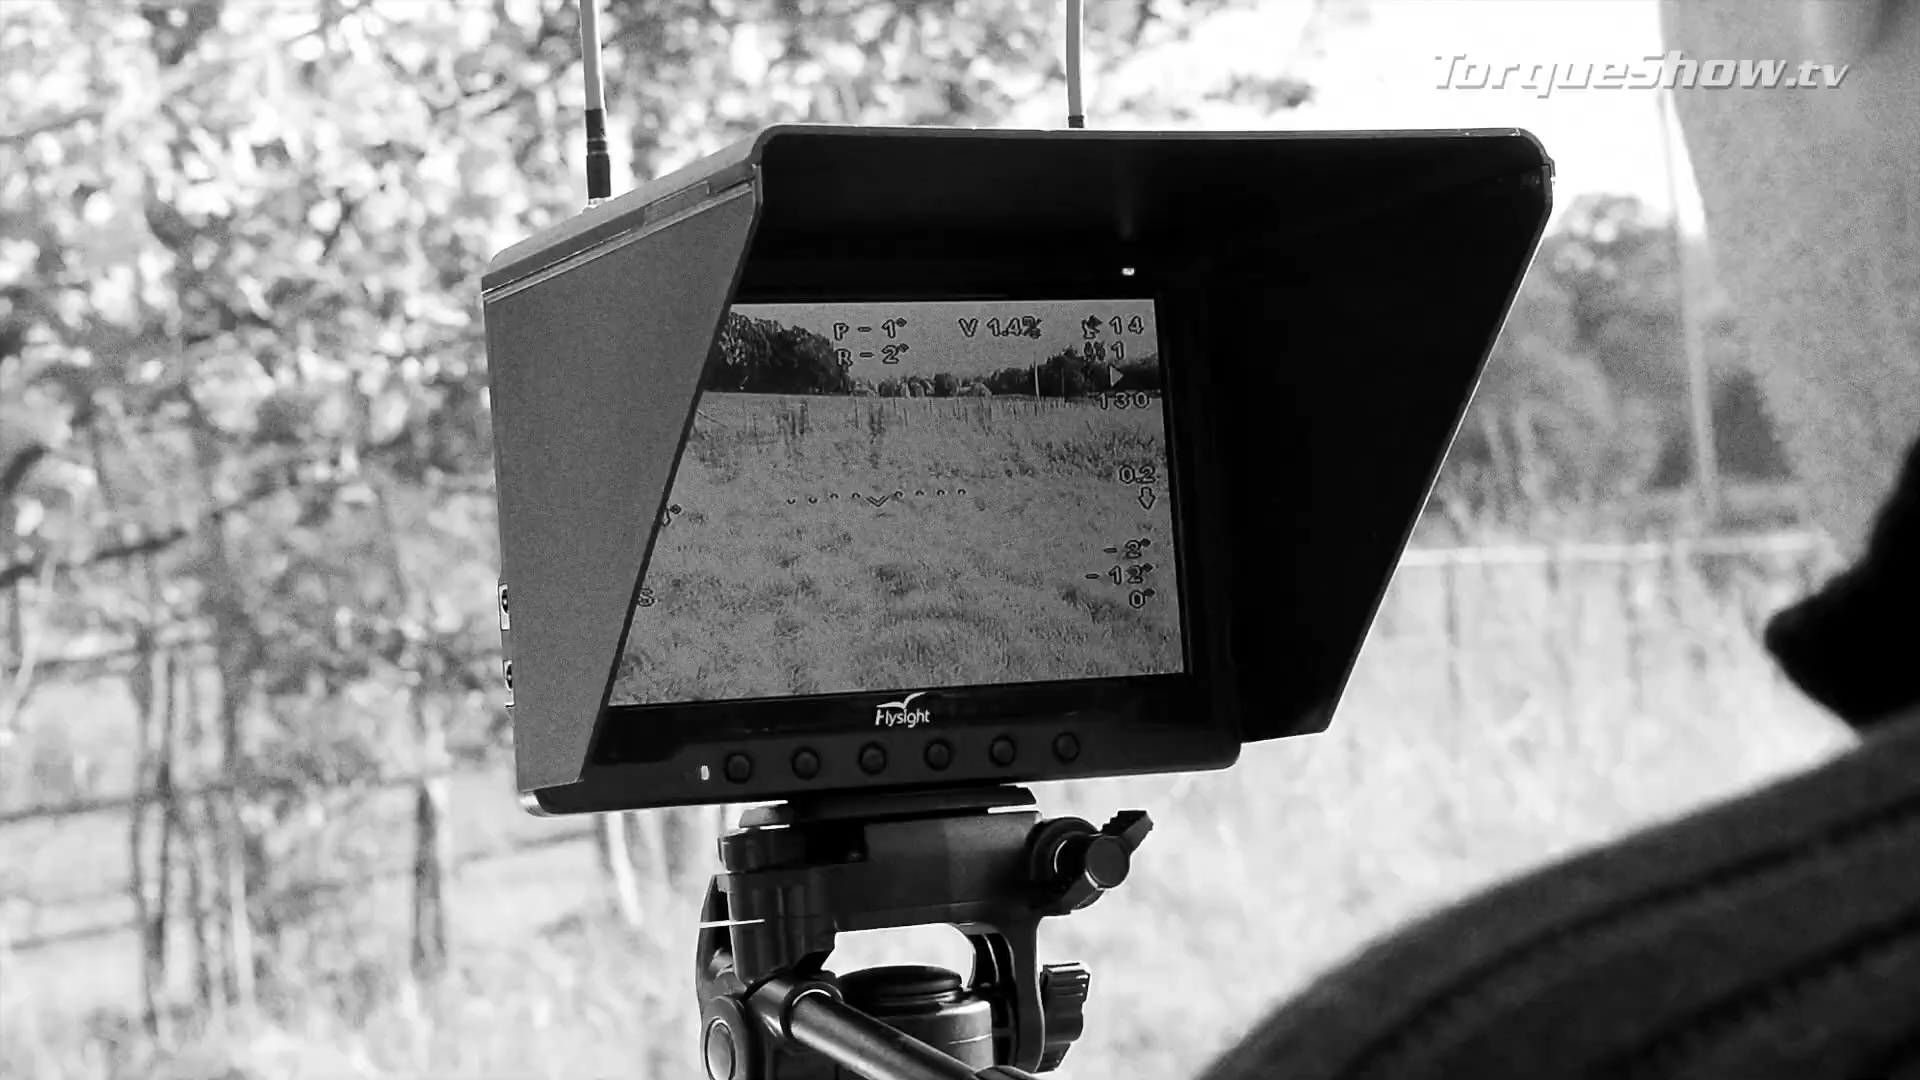 TorqueShow.tv
P - 1°
V 1.4
14
R - 2°
1
-130
0.2
- 2°
- 12°
0°
S
Flysight